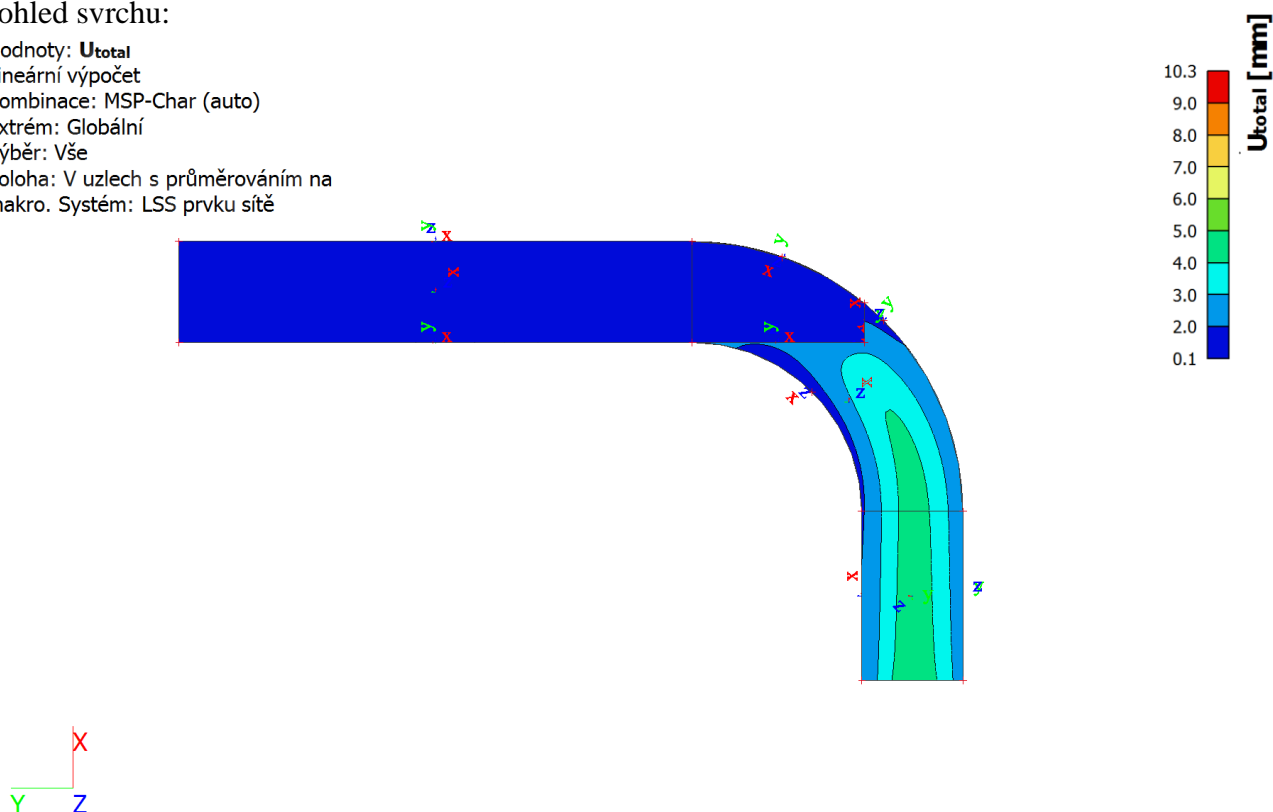 ohled svrchu:
odnoty: Utotal
ineární výpočet
ombinace: MSP-Char (auto)
xtrém: Globální
ýběr: Vše
oloha: V uzlech s průměrováním na
nakro. Systém: LSS prvku sítě
Utotal [mm]
10.3
9.0
8.0
7.0
6.0
5.0
4.0
3.0
2.0
0.1
z
x
x
y
x
y
x
y
x
x
y
z
x
z
x
x
z
z
x
z
X
Y
Z